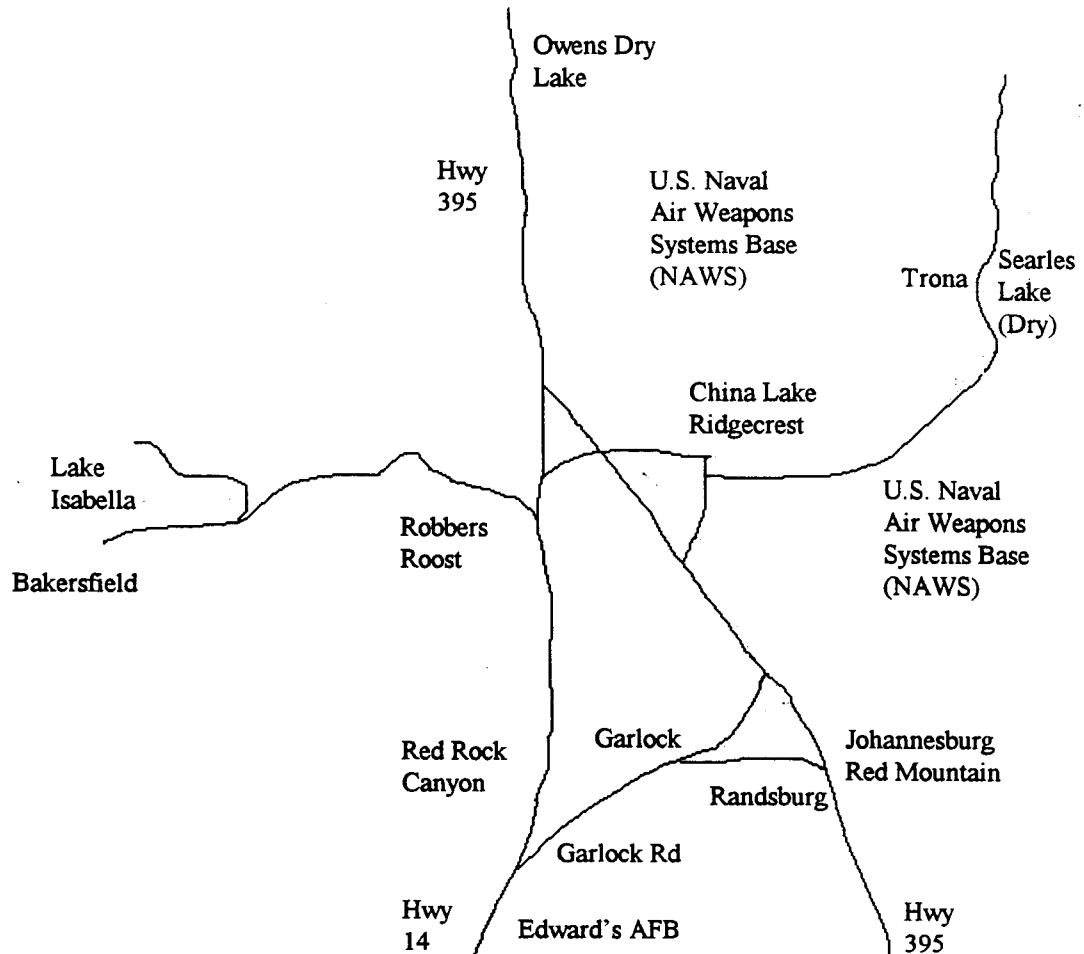 Owens Dry
Lake
Hwy
395
U.S. Naval
Air Weapons
Systems Base
(NAWS)
Trona
Searles
Lake
(Dry)
China Lake
Ridgecrest
Lake
Isabella
Robbers
Roost
U.S. Naval
Air Weapons
Systems Base
(NAWS)
Bakersfield
Red Rock
Canyon
Garlock
Johannesburg
Red Mountain
Randsburg
Garlock Rd
Hwy
14
Edward's AFB
Hwy
395